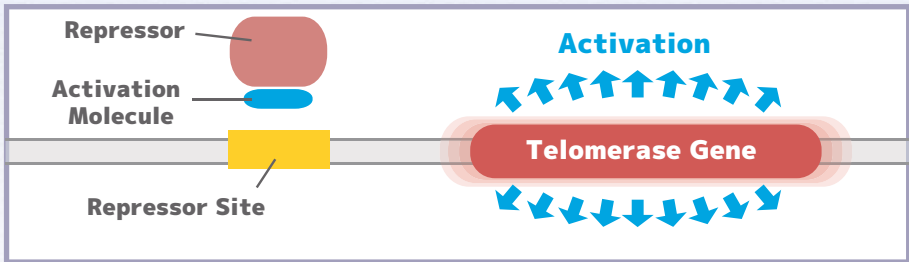 Repressor
Activation
Molecule
Repressor Site
Activation
Telomerase Gene